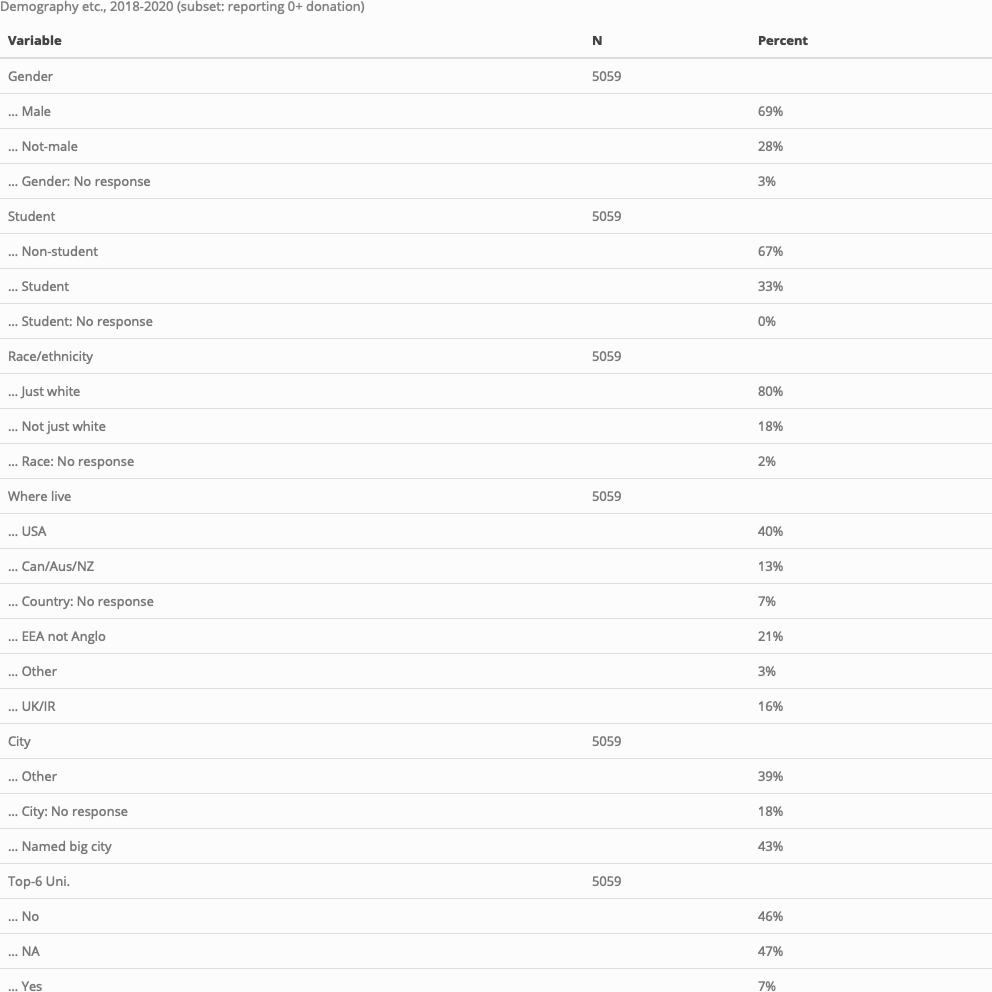 Demography etc., 2018-2020 (subset: reporting 0+ donation)
Variable N Percent
Gender 5059
... Male 69%
... Not-male 28%
... Gender: No response 3%
Student 5059
... Non-student 67%
... Student 33%
... Student: No response 0%
Race/ethnicity 5059
... Just white 80%
... Not just white 18%
... Race: No response 2%
Where live 5059
... USA 40%
... Can/Aus/NZ 13%
... Country: No response 7%
... EEA not Anglo 21%
... Other 3%
... UK/IR 16%
City 5059
... Other 39%
... City: No response 18%
... Named big city 43%
Top-6 Uni. 5059
... No 46%
... NA 47%
... Yes 7%